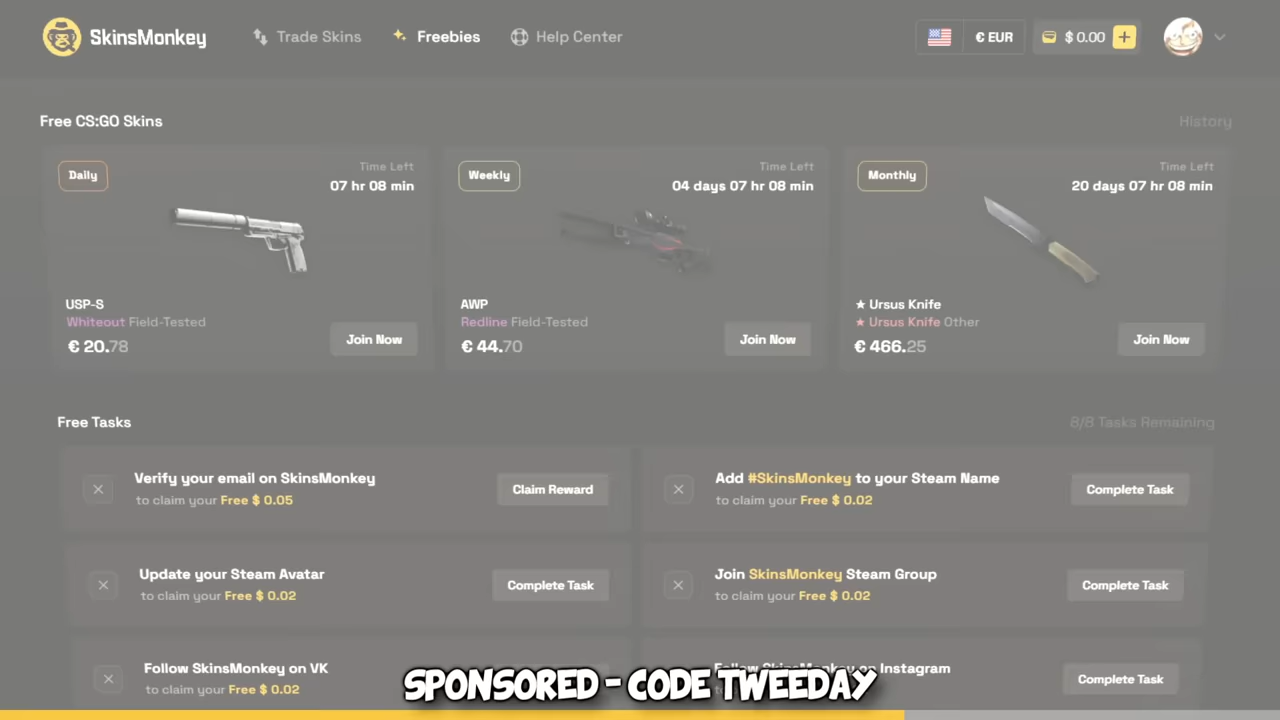 SkinsMonkey
Trade Skins
Freebies
Help Center
€ EUR
$ 0.00 +
Free CS:GO Skins
History
Daily
Time Left
07 hr 08 min
USP-S
Whiteout Field-Tested
€ 20.78
Join Now
Weekly
Time Left
04 days 07 hr 08 min
AWP
Redline Field-Tested
€ 44.70
Join Now
Monthly
Time Left
20 days 07 hr 08 min
★ Ursus Knife
★ Ursus Knife Other
€ 466.25
Join Now
Free Tasks
8/8 Tasks Remaining
Verify your email on SkinsMonkey
to claim your Free $ 0.05
Claim Reward
Add #SkinsMonkey to your Steam Name
to claim your Free $ 0.02
Complete Task
Update your Steam Avatar
to claim your Free $ 0.02
Complete Task
Join SkinsMonkey Steam Group
to claim your Free $ 0.02
Complete Task
Follow SkinsMonkey on VK
to claim your Free $ 0.02
Follow SkinsMonkey on Instagram
Complete Task
SPONSORED - CODE TWEEDAY